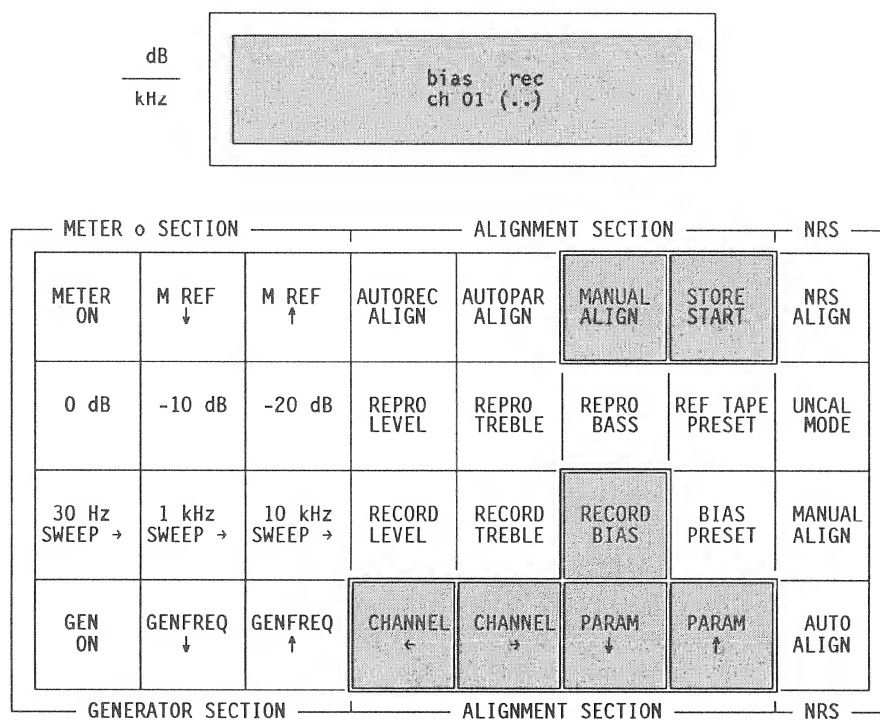 dB
kHz
bias rec
ch 01 (..)
METER o SECTION
ALIGNMENT SECTION
NRS
METER
ON
M REF
↓
M REF
↑
AUTOREC
ALIGN
AUTOPAR
ALIGN
MANUAL
ALIGN
STORE
START
NRS
ALIGN
0 dB
-10 dB
-20 dB
REPRO
LEVEL
REPRO
TREBLE
REPRO
BASS
REF TAPE
PRESET
UNCAL
MODE
30 Hz
SWEEP →
1 kHz
SWEEP →
10 kHz
SWEEP →
RECORD
LEVEL
RECORD
TREBLE
RECORD
BIAS
BIAS
PRESET
MANUAL
ALIGN
GEN
ON
GENFREQ
↓
GENFREQ
↑
CHANNEL
←
CHANNEL
→
PARAM
↓
PARAM
↑
AUTO
ALIGN
GENERATOR SECTION
ALIGNMENT SECTION
NRS